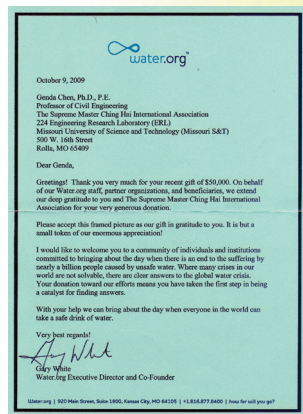 water.org
October 9, 2009
Genda Chen, Ph.D., P.E.
Professor of Civil Engineering
The Supreme Master Ching Hai International Association
224 Engineering Research Laboratory (ERL)
Missouri University of Science and Technology (Missouri S&T)
500 W. 16th Street
Rolla, MO 65409
Dear Genda,
Greetings! Thank you very much for your recent gift of $50,000. On behalf
of our Water.org staff, partner organizations, and beneficiaries, we extend
our deep gratitude to you and The Supreme Master Ching Hai International
Association for your very generous donation.
Please accept this framed picture as our gift in gratitude to you. It is but a
small token of our enormous appreciation!
I would like to welcome you to a community of individuals and institutions
committed to bringing about the day when there is an end to the suffering by
nearly a billion people caused by unsafe water. Where many crises in our
world are not solvable, there are clear answers to the global water crisis.
Your donation toward our efforts means you have taken the first step in being
a catalyst for finding answers.
With your help we can bring about the day when everyone in the world can
take a safe drink of water.
Very best regards!
Gary White
Gary White
Water.org Executive Director and Co-Founder
Water.org | 920 Main Street, Suite 1800, Kansas City, MO 64105 | +1.816.877.8400 | how far will you go?